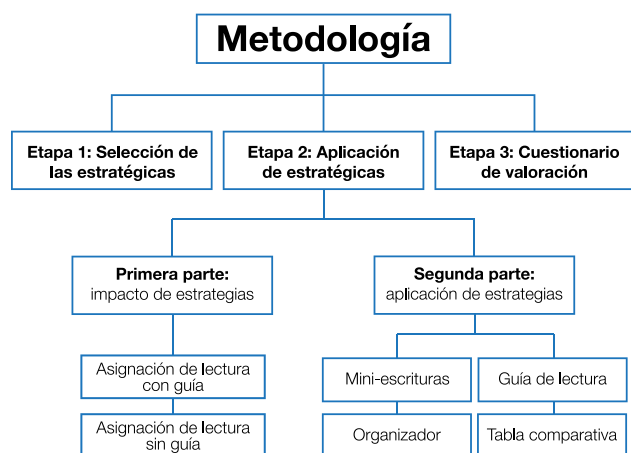 Metodología
Etapa 1: Selección de
las estratégicas
Etapa 2: Aplicación
de estratégicas
Etapa 3: Cuestionario
de valoración
Primera parte:
impacto de estrategias
Segunda parte:
aplicación de estrategias
Asignación de lectura
con guía
Asignación de lectura
sin guía
Mini-escrituras
Guía de lectura
Organizador
Tabla comparativa